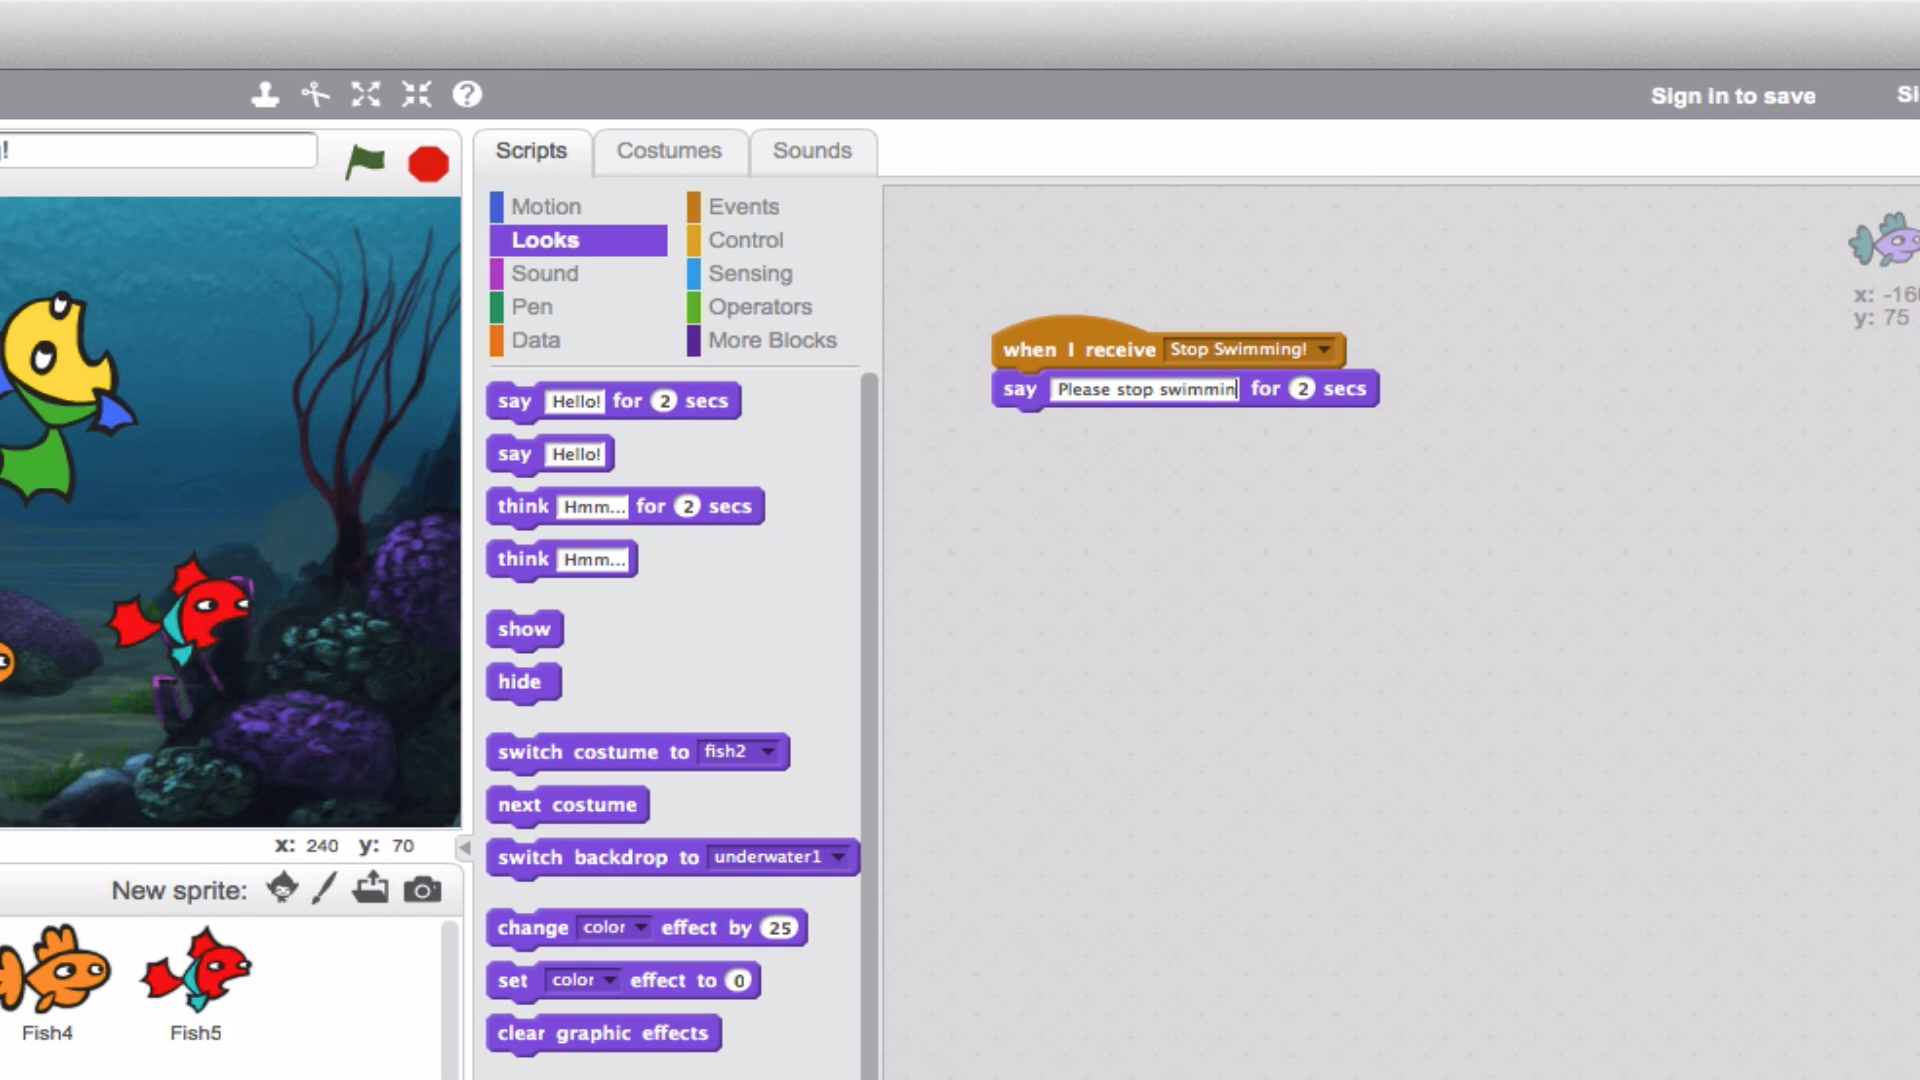 Sign in to save
!
Scripts
Costumes
Sounds
Motion
Events
Looks
Control
Sound
Sensing
Pen
Operators
Data
More Blocks
say Hello! for 2 secs
say Hello!
think Hmm... for 2 secs
think Hmm...
show
hide
switch costume to fish2
next costume
switch backdrop to underwater1
change color effect by 25
set color effect to 0
clear graphic effects
when I receive Stop Swimming!
say Please stop swimmin for 2 secs
x: -160
y: 75
x: 240 y: 70
New sprite:
Fish4
Fish5